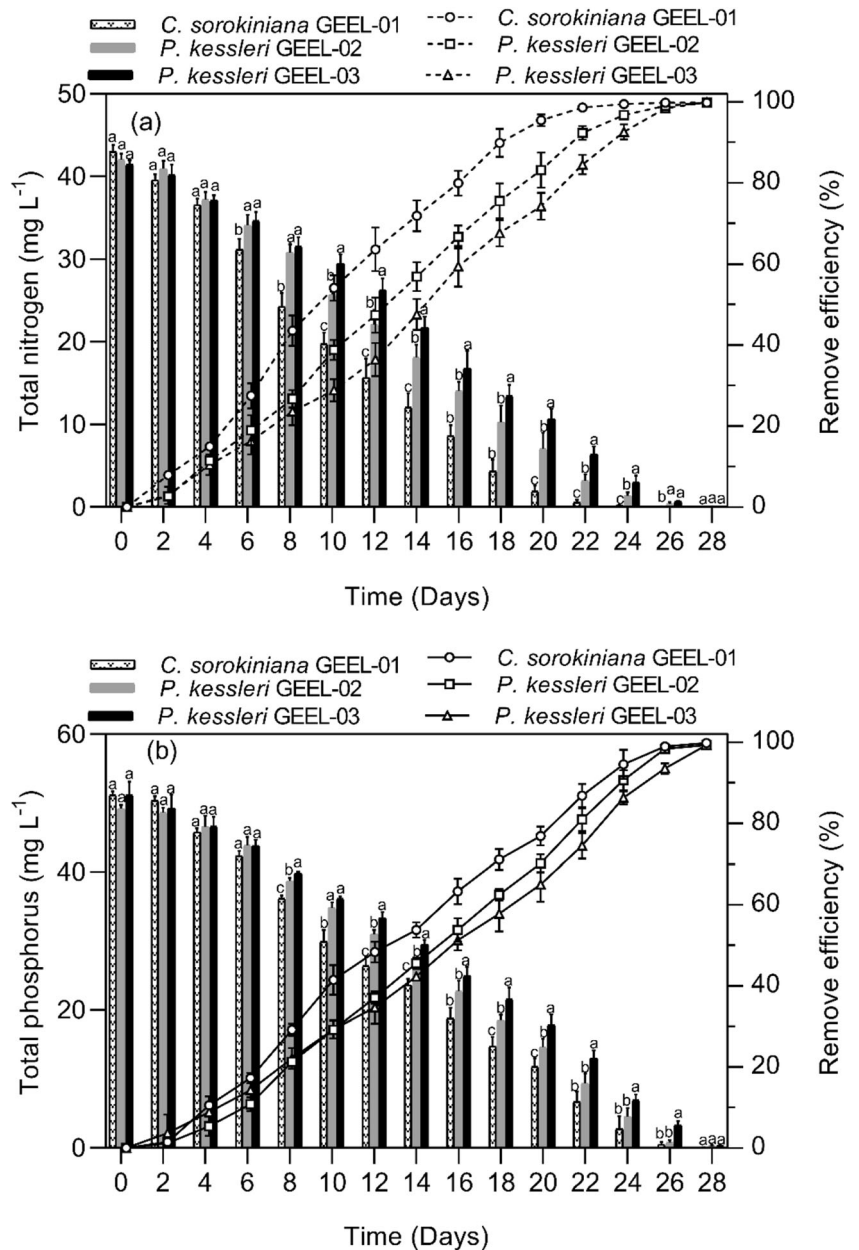 C. sorokiniana GEEL-01 C. sorokiniana GEEL-01
P. kessleri GEEL-02 P. kessleri GEEL-02
P. kessleri GEEL-03 P. kessleri GEEL-03
(a)
Total nitrogen (mg L⁻¹)
50
40
30
20
10
0
Remove efficiency (%)
100
80
60
40
20
0
a a a
a a a
a a a
b a a
b a a
c b a
c b a
c b a
b b a
b b a
c b a
c b a
c b a
b a a
a a a
0 2 4 6 8 10 12 14 16 18 20 22 24 26 28
Time (Days)
C. sorokiniana GEEL-01 C. sorokiniana GEEL-01
P. kessleri GEEL-02 P. kessleri GEEL-02
P. kessleri GEEL-03 P. kessleri GEEL-03
(b)
Total phosphorus (mg L⁻¹)
60
40
20
0
Remove efficiency (%)
100
80
60
40
20
0
a a a
a a a
a a a
a a a
c b a
b a a
c b a
c b a
b a a
b b a
c b a
b b a
b b a
b b a
a a a
0 2 4 6 8 10 12 14 16 18 20 22 24 26 28
Time (Days)